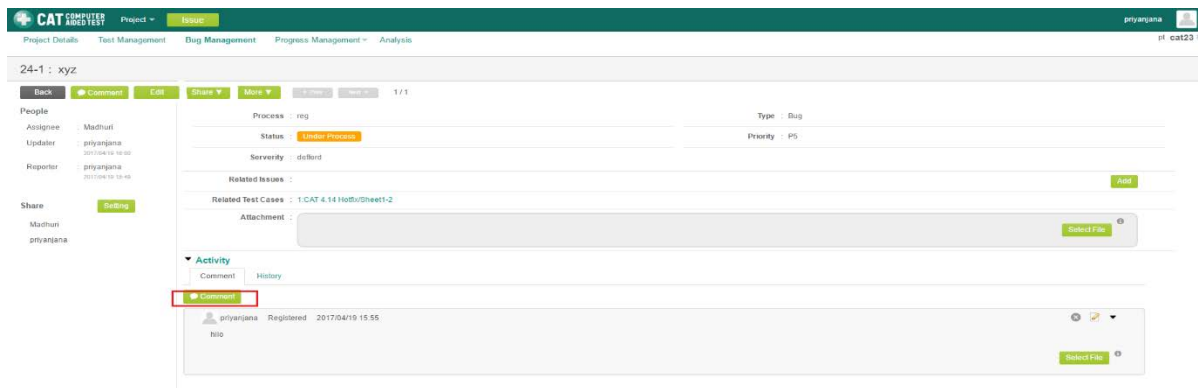 CAT COMPUTER AIDED TEST Project Issue priyanjana
Project Details Test Management Bug Management Progress Management Analysis pt cat23
24-1 : xyz
Back Comment Edit Share ▼ More ▼ 1 / 1
People
Assignee : Madhuri
Updater : priyanjana
Reporter : priyanjana
Share Setting
Madhuri
priyanjana
Process : reg Type : Bug
Status : Under Process Priority : P5
Serverity : defford
Related Issues : Add
Related Test Cases : 1:CAT 4.14 Hotfix/Sheet1-2
Attachment : Select File
Activity
Comment History
Comment
priyanjana Registered 2017/04/19 15:55
Select File